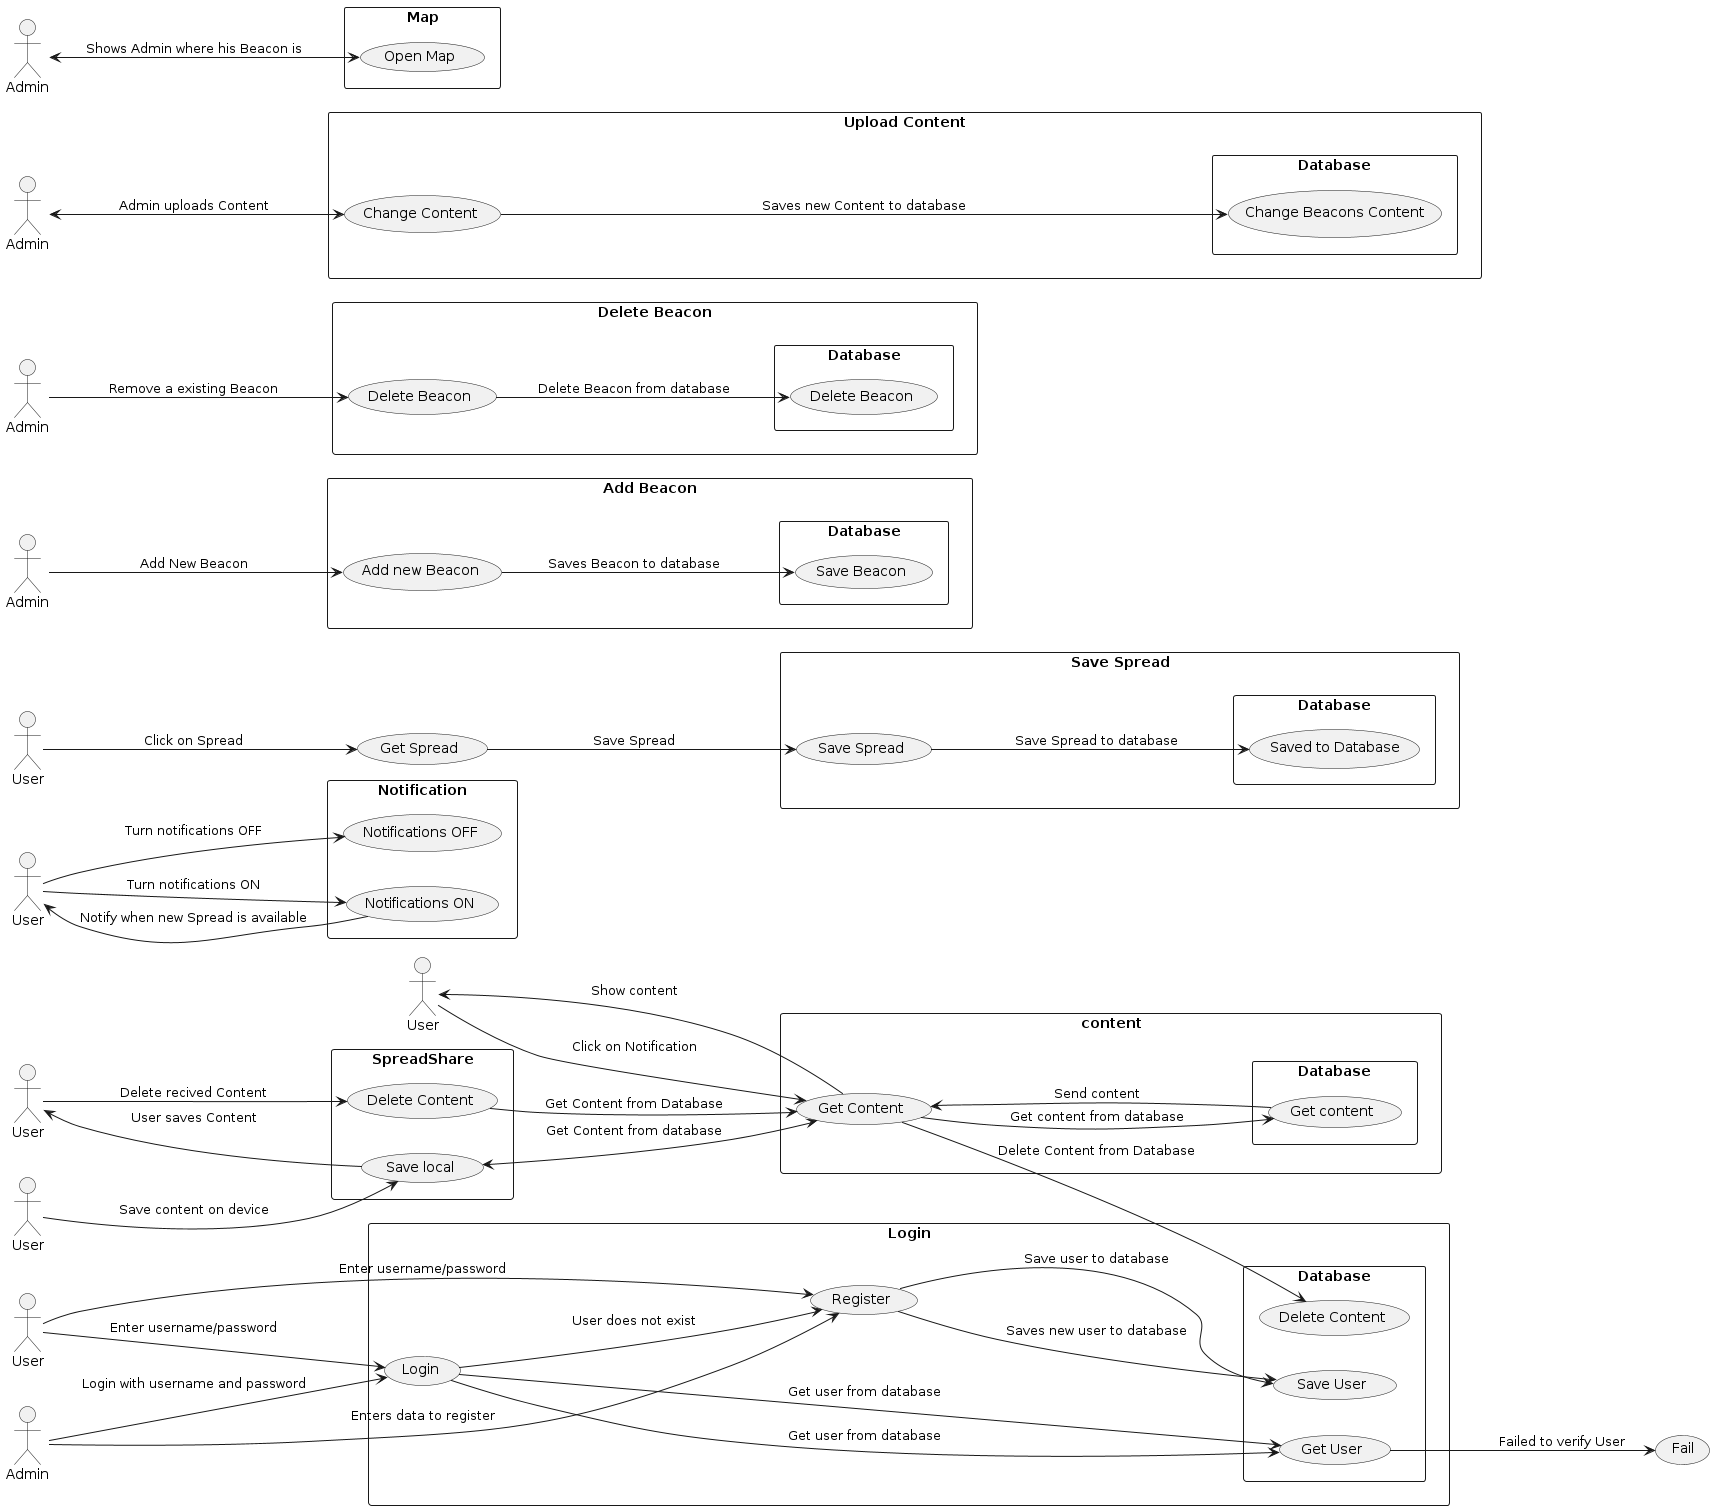 Map
Open Map
Shows Admin where his Beacon is
Admin
Upload Content
Database
Change Content
Change Beacons Content
Admin uploads Content
Saves new Content to database
Admin
Delete Beacon
Database
Delete Beacon
Delete Beacon
Remove a existing Beacon
Delete Beacon from database
Admin
Add Beacon
Database
Add new Beacon
Save Beacon
Add New Beacon
Saves Beacon to database
Admin
Save Spread
Database
Click on Spread
Get Spread
Save Spread
Save Spread
Save Spread to database
Saved to Database
User
Notification
Notifications OFF
Turn notifications OFF
Turn notifications ON
Notifications ON
Notify when new Spread is available
User
Show content
User
content
Click on Notification
SpreadShare
Database
Delete recived Content
Delete Content
Get Content from Database
Get Content
Send content
Get content from database
Get content
User saves Content
User
Get Content from database
Delete Content from Database
Save local
Save content on device
User
Login
Enter username/password
Save user to database
Database
Register
Delete Content
User does not exist
Enter username/password
Saves new user to database
User
Login
Save User
Login with username and password
Get user from database
Enters data to register
Get user from database
Get User
Failed to verify User
Fail
Admin